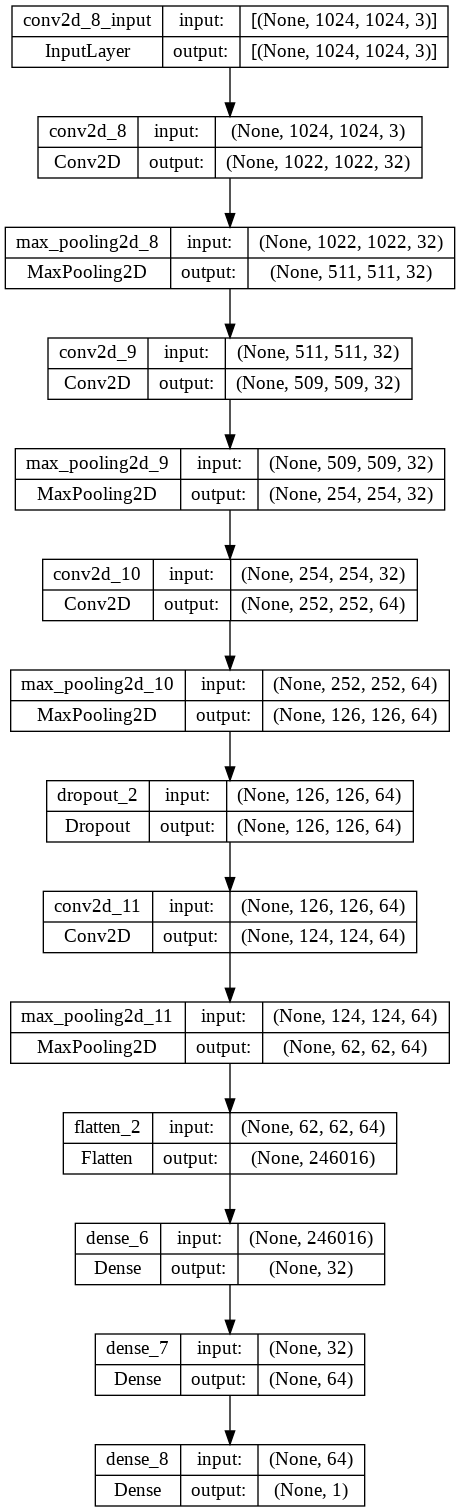 conv2d_8_input input: [(None, 1024, 1024, 3)]
InputLayer output: [(None, 1024, 1024, 3)]
conv2d_8 input: (None, 1024, 1024, 3)
Conv2D output: (None, 1022, 1022, 32)
max_pooling2d_8 input: (None, 1022, 1022, 32)
MaxPooling2D output: (None, 511, 511, 32)
conv2d_9 input: (None, 511, 511, 32)
Conv2D output: (None, 509, 509, 32)
max_pooling2d_9 input: (None, 509, 509, 32)
MaxPooling2D output: (None, 254, 254, 32)
conv2d_10 input: (None, 254, 254, 32)
Conv2D output: (None, 252, 252, 64)
max_pooling2d_10 input: (None, 252, 252, 64)
MaxPooling2D output: (None, 126, 126, 64)
dropout_2 input: (None, 126, 126, 64)
Dropout output: (None, 126, 126, 64)
conv2d_11 input: (None, 126, 126, 64)
Conv2D output: (None, 124, 124, 64)
max_pooling2d_11 input: (None, 124, 124, 64)
MaxPooling2D output: (None, 62, 62, 64)
flatten_2 input: (None, 62, 62, 64)
Flatten output: (None, 246016)
dense_6 input: (None, 246016)
Dense output: (None, 32)
dense_7 input: (None, 32)
Dense output: (None, 64)
dense_8 input: (None, 64)
Dense output: (None, 1)